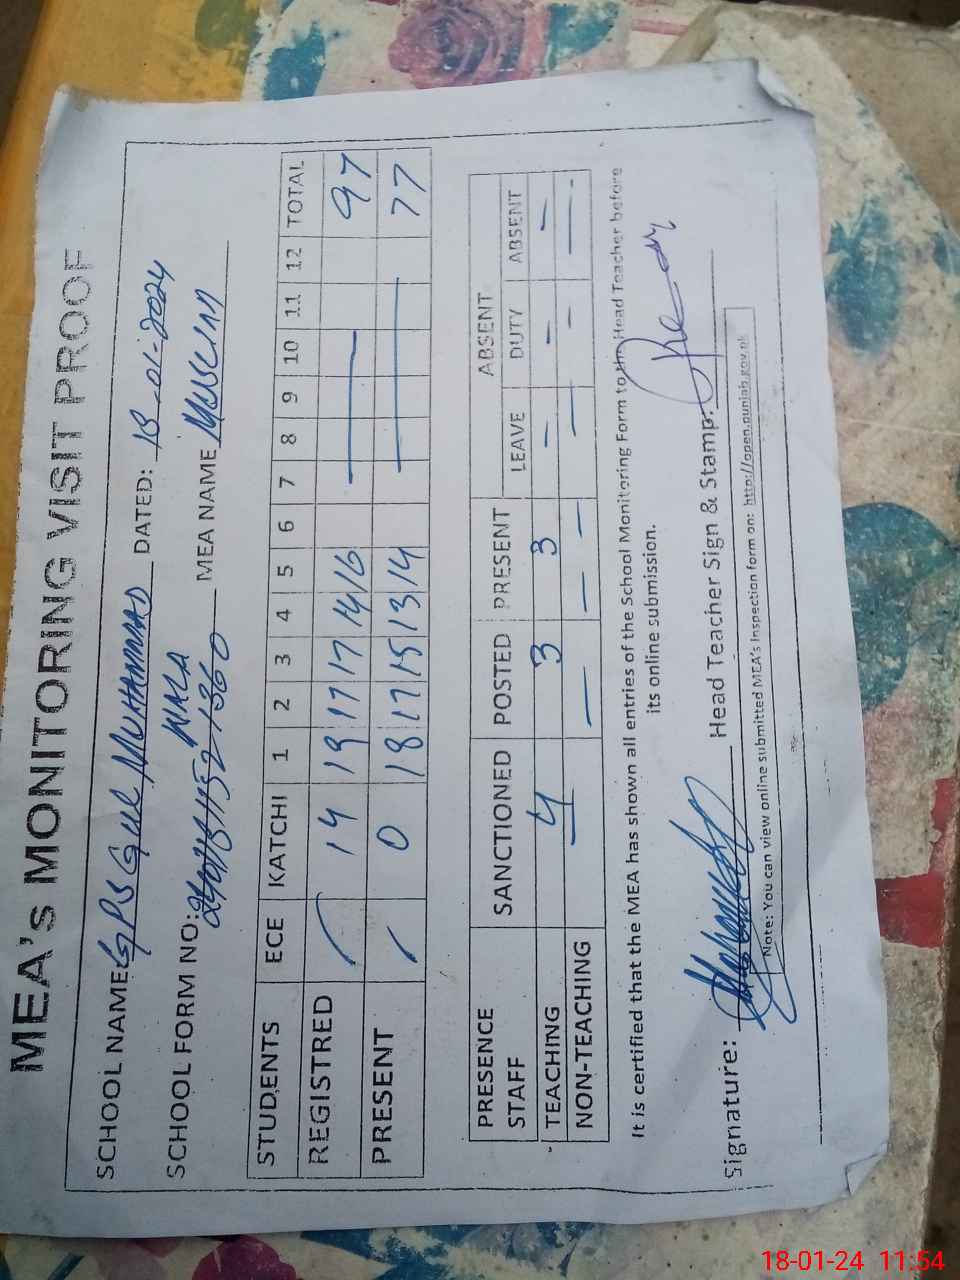 MEA's MONITORING VISIT PROOF
SCHOOL NAME GPS Gul MUHAMMAD DATED: 18-01-2024
WALA
SCHOOL FORM NO: MEA NAME MUSLIM
STUDENTS ECE KATCHI 1 2 3 4 5 6 7 8 9 10 11 12 TOTAL
REGISTRED 14 19 17 17 14 16 97
PRESENT 0 18 17 15 13 14 77
PRESENCE STAFF SANCTIONED POSTED PRESENT ABSENT
LEAVE DUTY ABSENT
TEACHING 4 3 3 - - -
NON-TEACHING - - - - - -
It is certified that the MEA has shown all entries of the School Monitoring Form to the Head Teacher before
its online submission.
Signature: Head Teacher Sign & Stamp:
Note: You can view online submitted MEA's Inspection form on: http://open.punjab.gov.pk
18-01-24 11:54